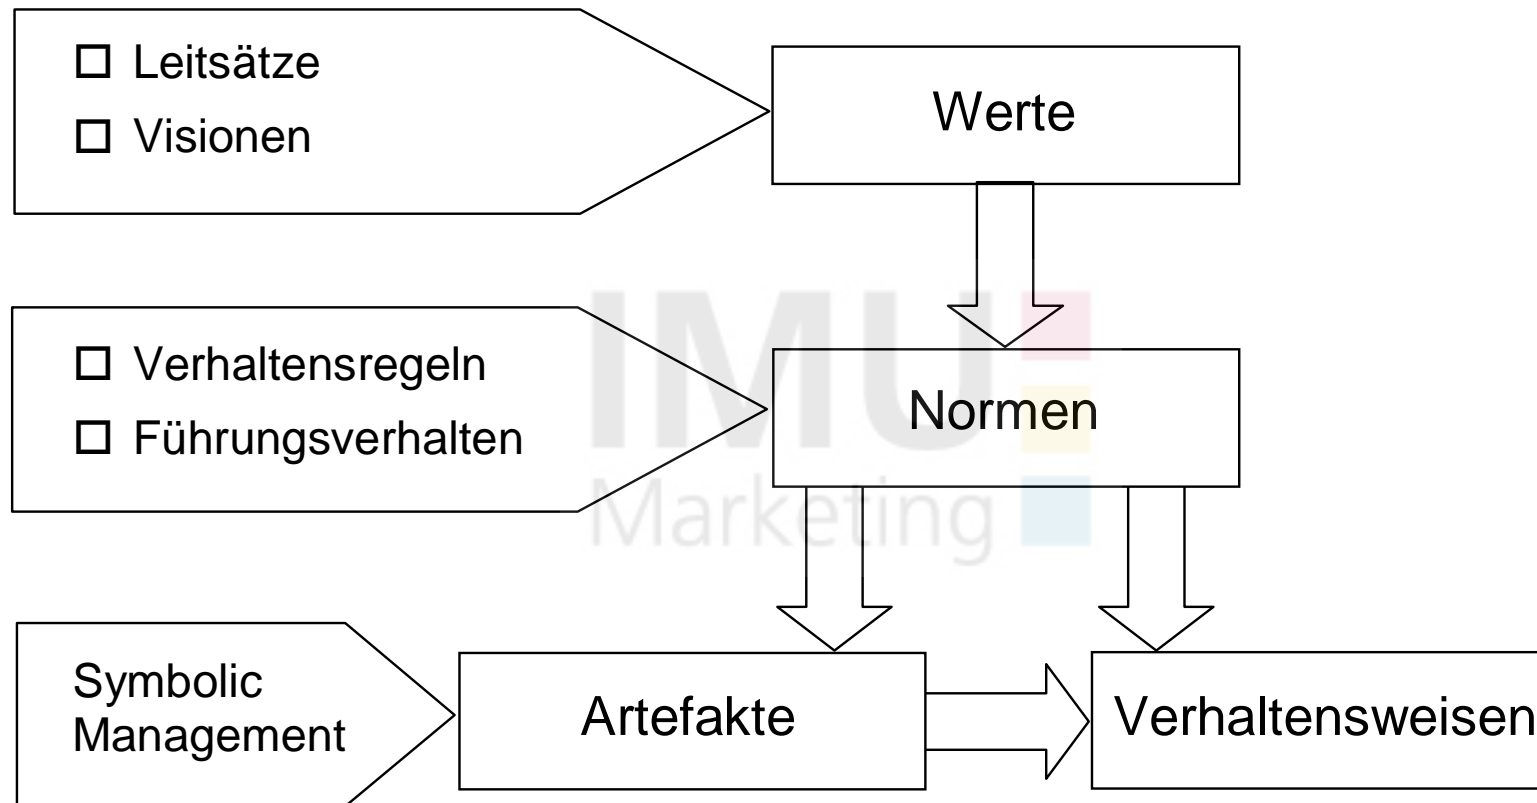 Leitsätze
Visionen
Werte
Verhaltensregeln
Führungsverhalten
Normen
IMU
Marketing
Symbolic
Management
Artefakte
Verhaltensweisen